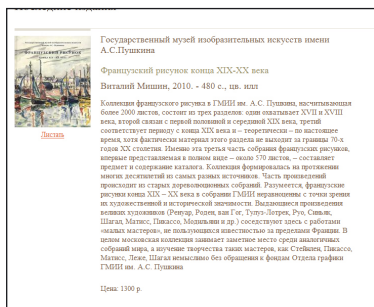 ФРАНЦУЗСКИЙ РИСУНОК
Листать
Государственный музей изобразительных искусств имени
А.С.Пушкина
Французский рисунок конца XIX-XX века
Виталий Мишин, 2010. - 480 с., цв. илл
Коллекция французского рисунка в ГМИИ им. А.С. Пушкина, насчитывающая
более 2000 листов, состоит из трех разделов: один охватывает XVII и XVIII
века, второй связан с первой половиной и серединой XIX века, третий
соответствует периоду с конца XIX века и – теоретически – по настоящее
время, хотя фактически материал этого раздела не выходит за границы 70-х
годов XX столетия. Именно эта третья часть собрания французских рисунков,
впервые представляемая в полном виде – около 570 листов, – составляет
предмет и содержание каталога. Коллекция формировалась на протяжении
многих десятилетий из самых разных источников. Часть произведений
происходит из старых дореволюционных собраний. Разумеется, французские
рисунки конца XIX – XX века в собрании ГМИИ неравноценны с точки зрения
их художественной и исторической значимости. Выдающиеся произведения
великих художников (Ренуар, Роден, ван Гог, Тулуз-Лотрек, Руо, Синьяк,
Шагал, Матисс, Пикассо, Модильяни и др.) соседствуют здесь с работами
«малых мастеров», не пользующихся известностью за пределами Франции. В
целом московская коллекция занимает заметное место среди аналогичных
собраний мира, а изучение творчества таких мастеров, как Стейнлен, Пикассо,
Матисс, Леже, Шагал немыслимо без обращения к фондам Отдела графики
ГМИИ им. А.С. Пушкина
Цена: 1300 р.